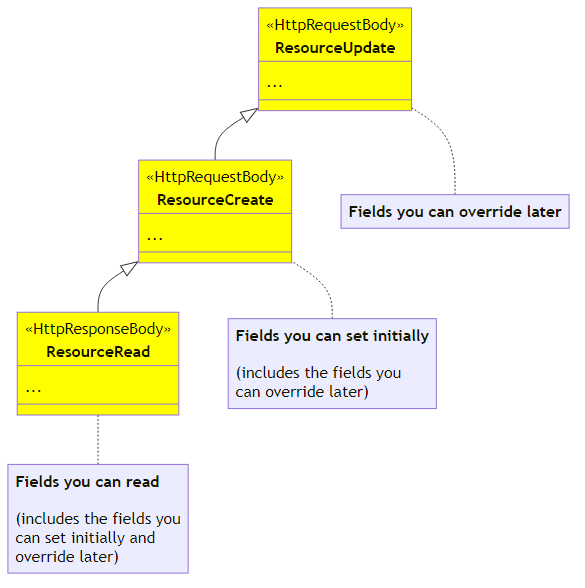 «HttpRequestBody»
ResourceUpdate
...
Fields you can override later
«HttpRequestBody»
ResourceCreate
...
Fields you can set initially
(includes the fields you
can override later)
«HttpResponseBody»
ResourceRead
...
Fields you can read
(includes the fields you
can set initially and
override later)